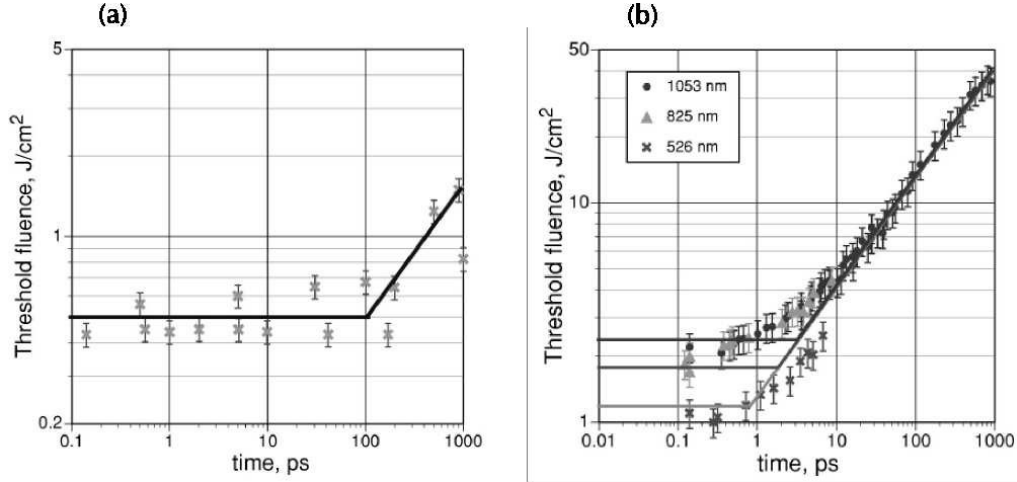 (a)
5
1
0.2
Threshold fluence, J/cm²
0.1
1
10
100
1000
time, ps
(b)
50
10
1
Threshold fluence, J/cm²
1053 nm
825 nm
526 nm
0.01
0.1
1
10
100
1000
time, ps